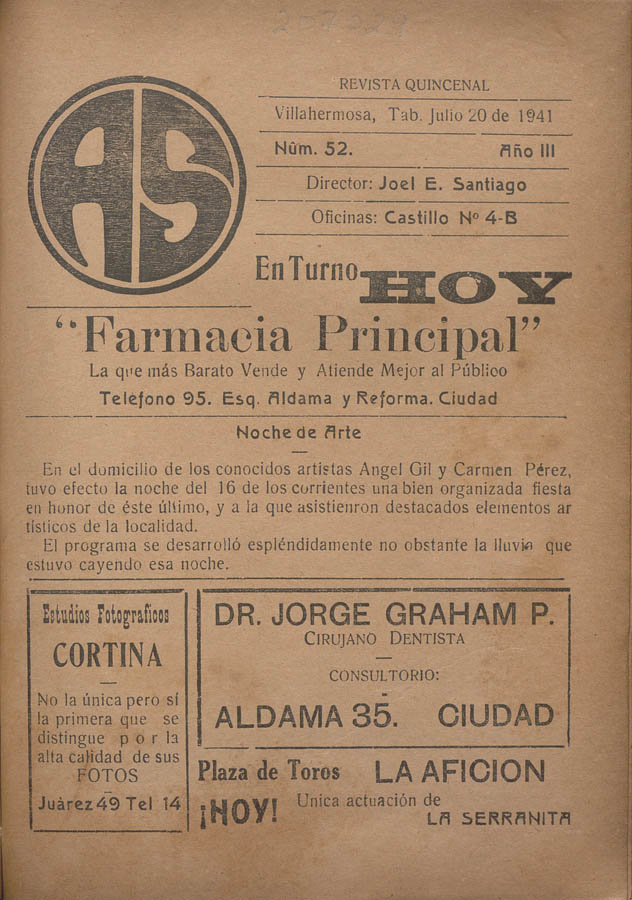 207029
AS
REVISTA QUINCENAL
Villahermosa, Tab. Julio 20 de 1941
Núm. 52. Año III
Director: Joel E. Santiago
Oficinas: Castillo Nº 4-B
En Turno HOY
"Farmacia Principal"
La que más Barato Vende y Atiende Mejor al Público
Teléfono 95. Esq. Aldama y Reforma. Ciudad
Noche de Arte
En el domicilio de los conocidos artistas Angel Gil y Carmen Pérez,
tuvo efecto la noche del 16 de los corrientes una bien organizada fiesta
en honor de éste último, y a la que asistienron destacados elementos ar
tísticos de la localidad.
El programa se desarrolló espléndidamente no obstante la lluvia que
estuvo cayendo esa noche.
Estudios Fotograficos
CORTINA
No la única pero sí
la primera que se
distingue por la
alta calidad de sus
FOTOS
Juàrez 49 Tel 14
DR. JORGE GRAHAM P.
CIRUJANO DENTISTA
CONSULTORIO:
ALDAMA 35. CIUDAD
Plaza de Toros LA AFICION
¡HOY! Unica actuación de
LA SERRANITA